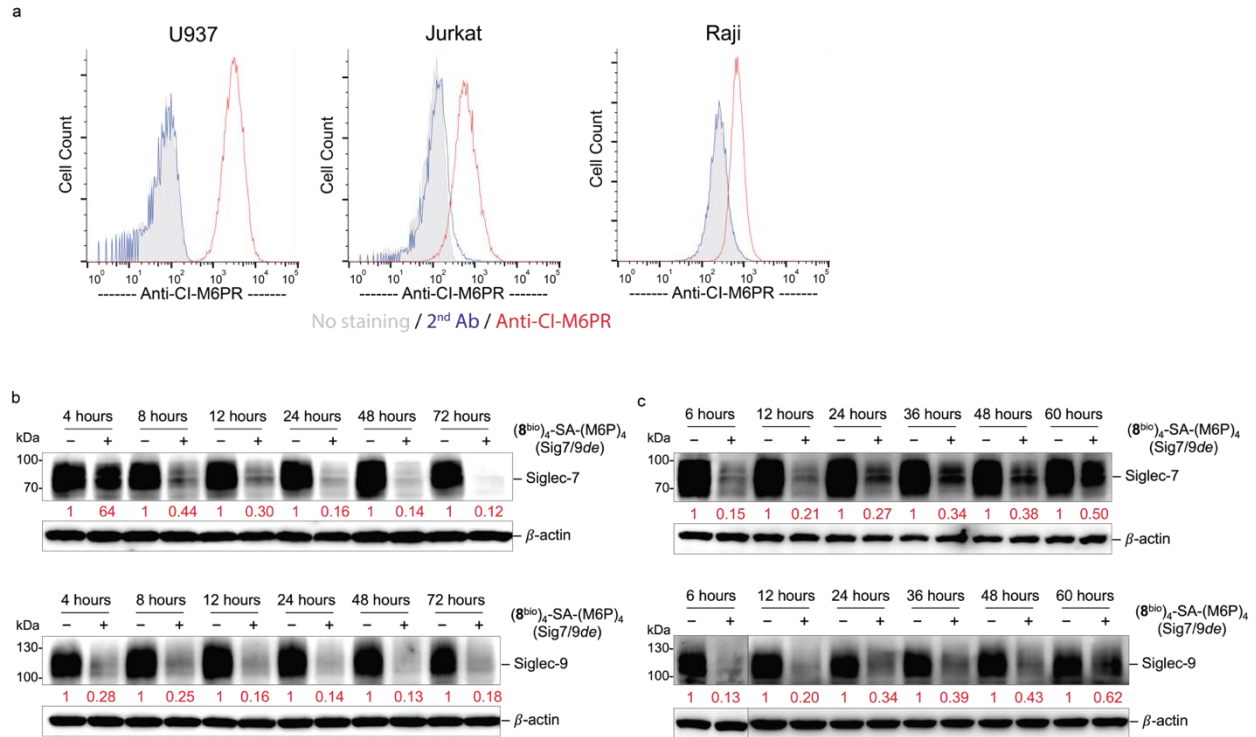 a
U937
Jurkat
Raji
Cell Count
Cell Count
Cell Count
10⁰ 10¹ 10² 10³ 10⁴ 10⁵
10⁰ 10¹ 10² 10³ 10⁴ 10⁵
10⁰ 10¹ 10² 10³ 10⁴ 10⁵
------- Anti-CI-M6PR -------
------- Anti-CI-M6PR -------
------- Anti-CI-M6PR -------
No staining / 2nd Ab / Anti-CI-M6PR
b
4 hours 8 hours 12 hours 24 hours 48 hours 72 hours
kDa − + − + − + − + − + − + (8bio)4-SA-(M6P)4
(Sig7/9de)
100
70
Siglec-7
1 64 1 0.44 1 0.30 1 0.16 1 0.14 1 0.12
β-actin
4 hours 8 hours 12 hours 24 hours 48 hours 72 hours
kDa − + − + − + − + − + − + (8bio)4-SA-(M6P)4
(Sig7/9de)
130
100
Siglec-9
1 0.28 1 0.25 1 0.16 1 0.14 1 0.13 1 0.18
β-actin
c
6 hours 12 hours 24 hours 36 hours 48 hours 60 hours
kDa − + − + − + − + − + − + (8bio)4-SA-(M6P)4
(Sig7/9de)
100
70
Siglec-7
1 0.15 1 0.21 1 0.27 1 0.34 1 0.38 1 0.50
β-actin
6 hours 12 hours 24 hours 36 hours 48 hours 60 hours
kDa − + − + − + − + − + − + (8bio)4-SA-(M6P)4
(Sig7/9de)
130
100
Siglec-9
1 0.13 1 0.20 1 0.34 1 0.39 1 0.43 1 0.62
β-actin